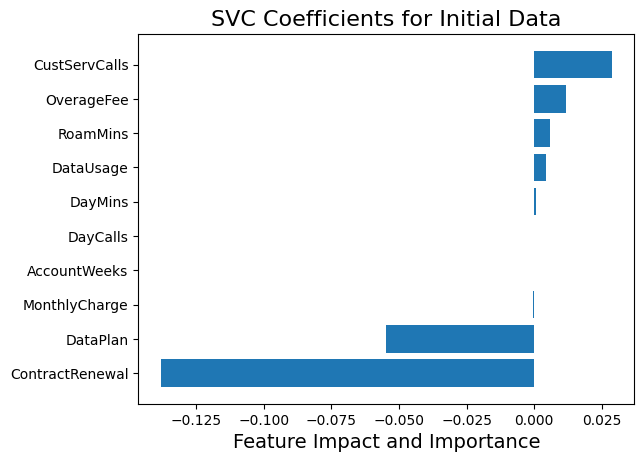 SVC Coefficients for Initial Data
CustServCalls
OverageFee
RoamMins
DataUsage
DayMins
DayCalls
AccountWeeks
MonthlyCharge
DataPlan
ContractRenewal
−0.125 −0.100 −0.075 −0.050 −0.025 0.000 0.025
Feature Impact and Importance